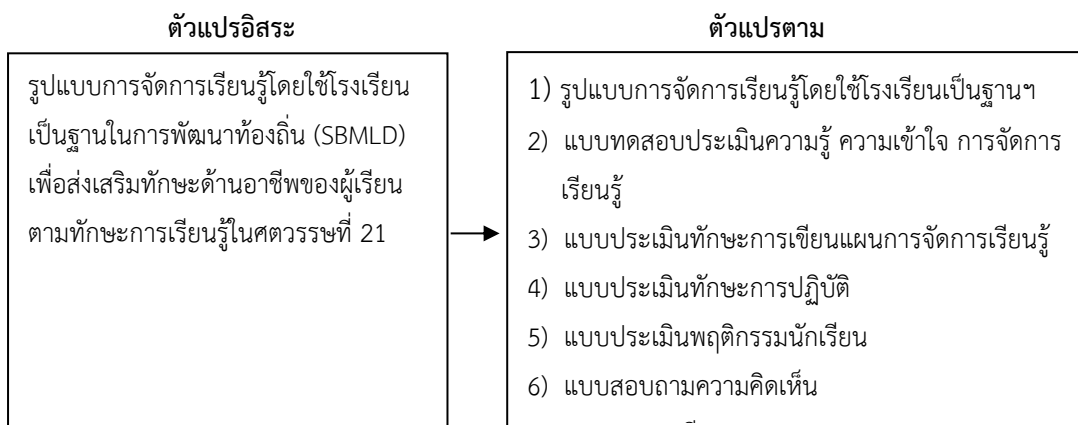 ตัวแปรอิสระ
รูปแบบการจัดการเรียนรู้โดยใช้โรงเรียน
เป็นฐานในการพัฒนาท้องถิ่น (SBMLD)
เพื่อส่งเสริมทักษะด้านอาชีพของผู้เรียน
ตามทักษะการเรียนรู้ในศตวรรษที่ 21
ตัวแปรตาม
1) รูปแบบการจัดการเรียนรู้โดยใช้โรงเรียนเป็นฐานฯ
2) แบบทดสอบประเมินความรู้ ความเข้าใจ การจัดการ
เรียนรู้
3) แบบประเมินทักษะการเขียนแผนการจัดการเรียนรู้
4) แบบประเมินทักษะการปฏิบัติ
5) แบบประเมินพฤติกรรมนักเรียน
6) แบบสอบถามความคิดเห็น